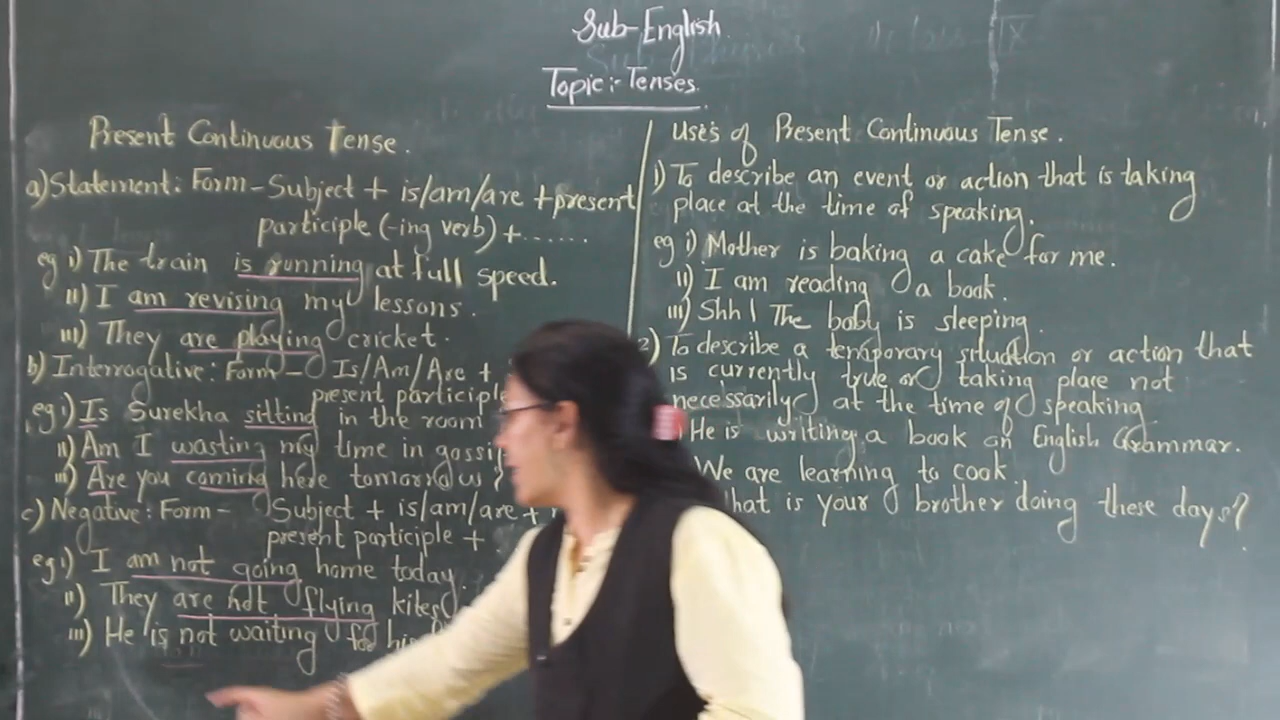 Sub-English
Topic:- Tenses.
Present Continuous Tense.
a) Statement: Form - Subject + is/am/are + present
participle (-ing verb) + ......
eg i) The train is running at full speed.
ii) I am revising my lessons.
iii) They are playing cricket.
b) Interrogative: Form - Is/Am/Are +
present participle
eg i) Is Surekha sitting in the room
ii) Am I wasting my time in
iii) Are you coming here tomorrow?
c) Negative: Form - Subject + is/am/are +
present participle +
eg i) I am not going home today.
ii) They are not flying kites
iii) He is not waiting for
Uses of Present Continuous Tense.
1) To describe an event or action that is taking
place at the time of speaking.
eg i) Mother is baking a cake for me.
ii) I am reading a book.
iii) Shh! The baby is sleeping.
2) To describe a temporary situation or action that
is currently true or taking place not
necessarily at the time of speaking
He is writing a book on English Grammar.
We are learning to cook.
is your brother doing these days?